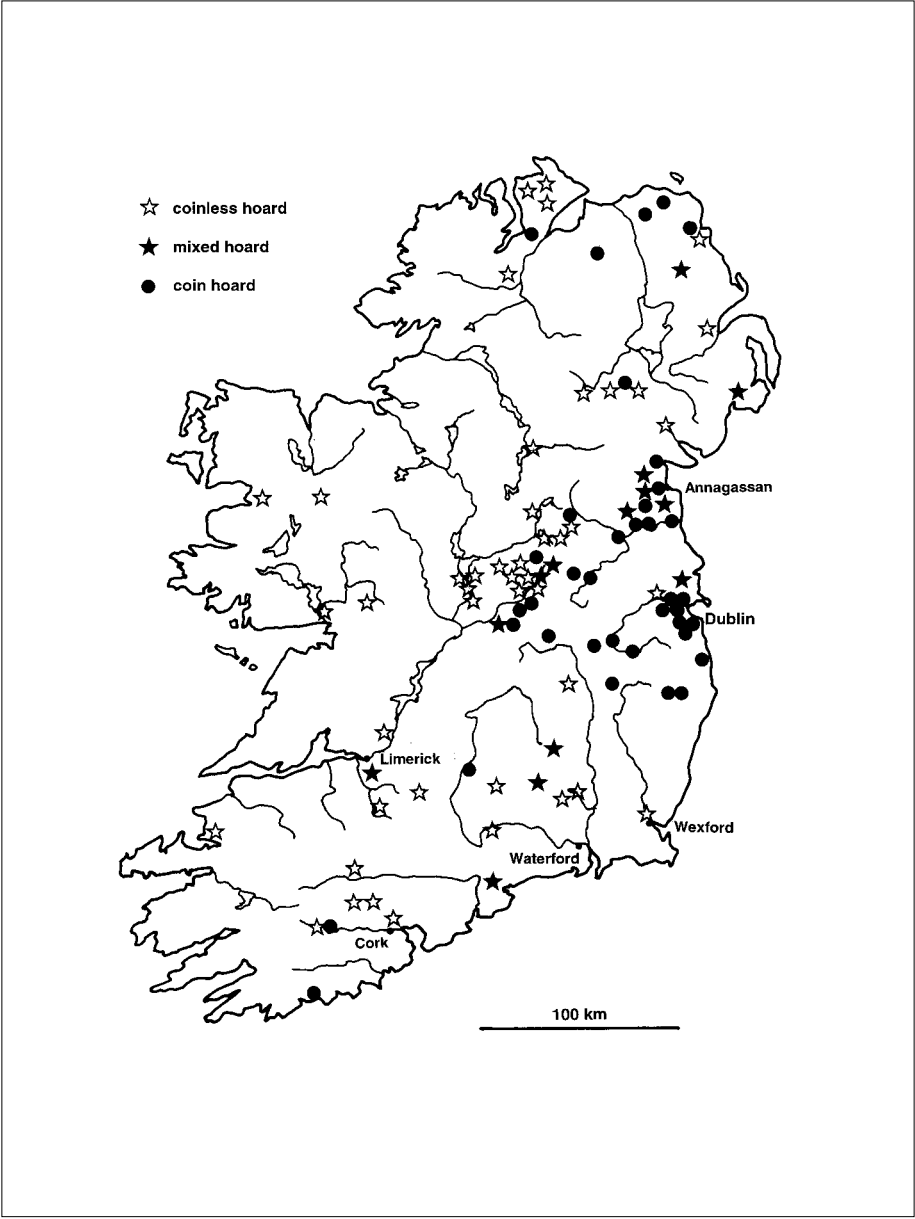 coinless hoard
mixed hoard
coin hoard
Annagassan
Dublin
Limerick
Wexford
Waterford
Cork
100 km